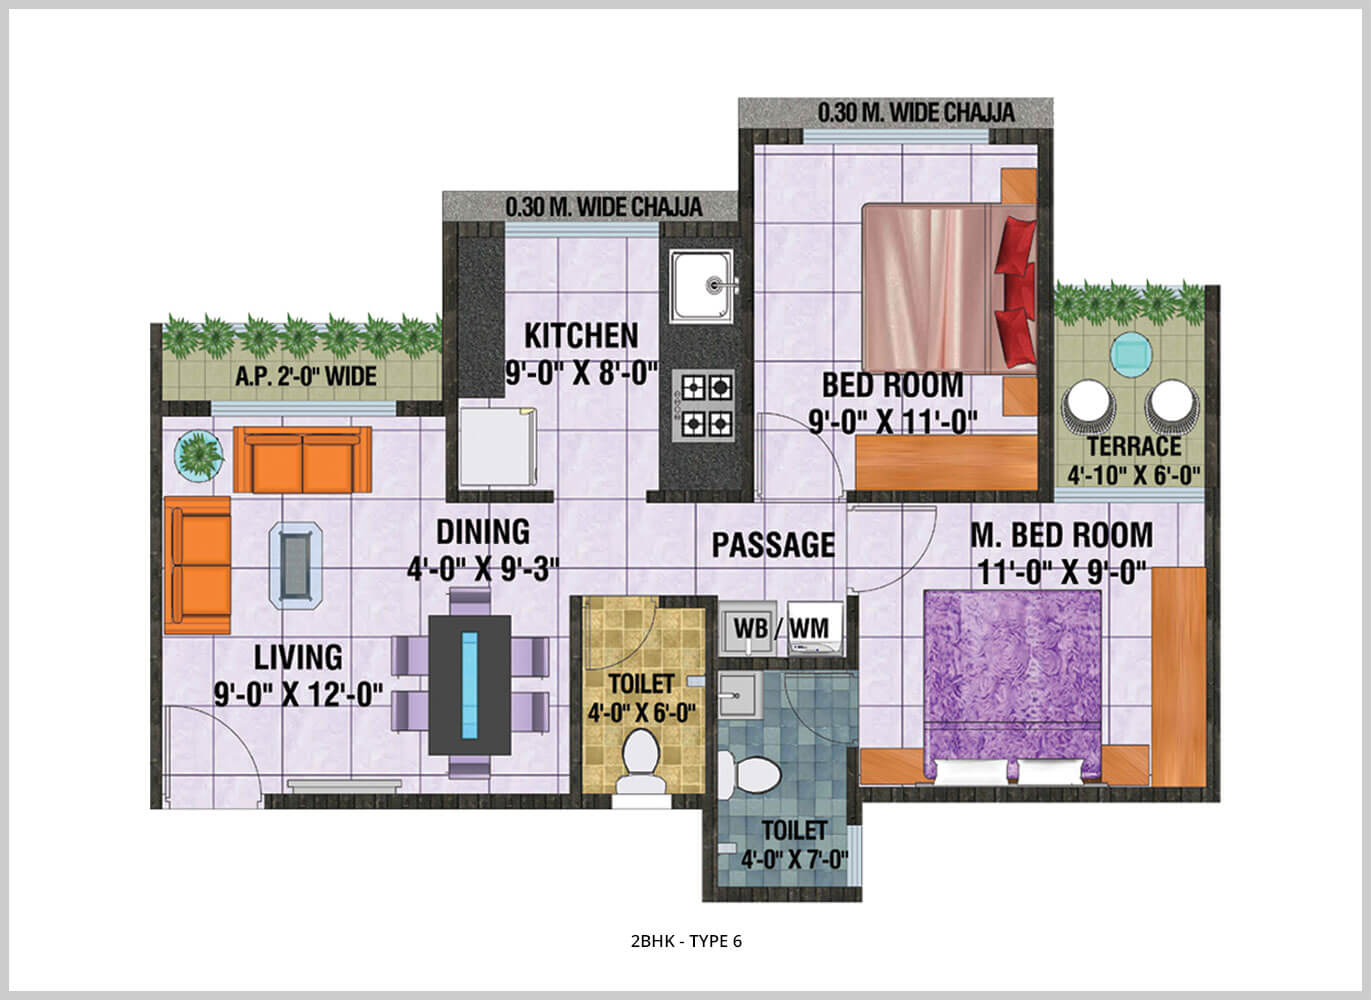 0.30 M. WIDE CHAJJA
0.30 M. WIDE CHAJJA
KITCHEN
9'-0" X 8'-0"
A.P. 2'-0" WIDE
BED ROOM
9'-0" X 11'-0"
TERRACE
4'-10" X 6'-0"
DINING
4'-0" X 9'-3"
PASSAGE
M. BED ROOM
11'-0" X 9'-0"
WB / WM
LIVING
9'-0" X 12'-0"
TOILET
4'-0" X 6'-0"
TOILET
4'-0" X 7'-0"
2BHK - TYPE 6